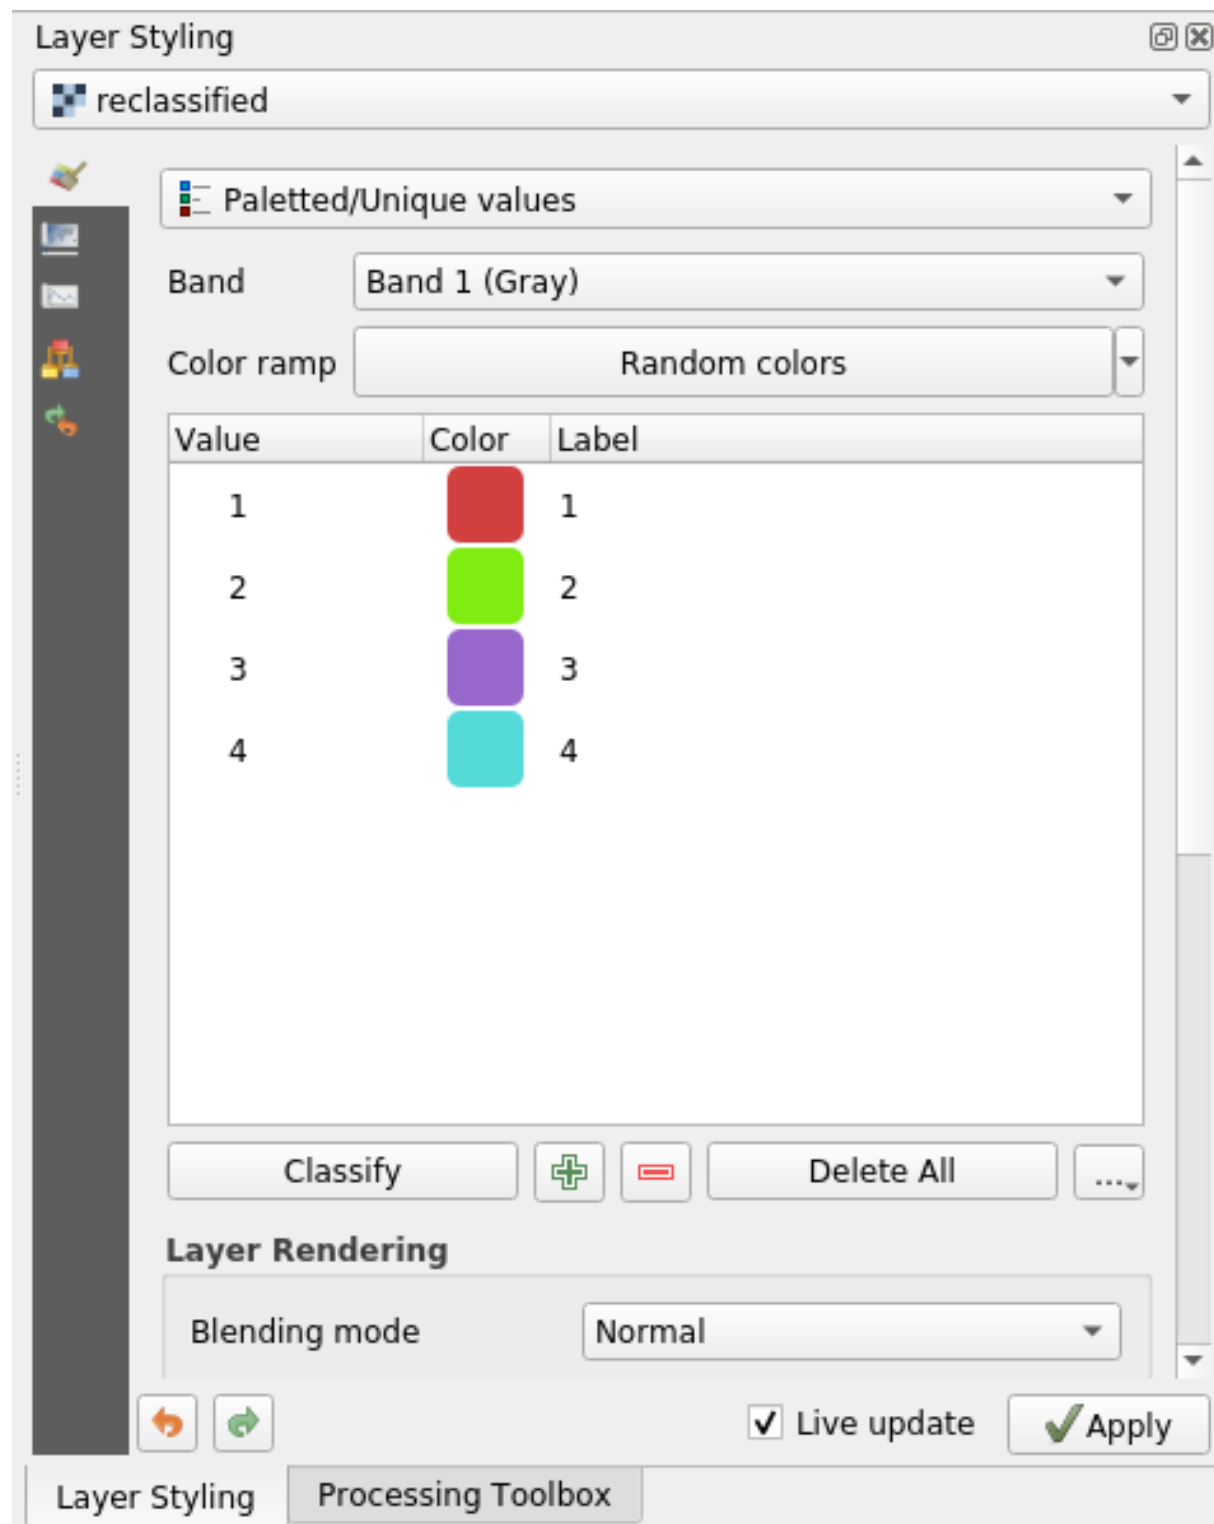 Layer Styling
reclassified
Paletted/Unique values
Band Band 1 (Gray)
Color ramp Random colors
Value Color Label
1 1
2 2
3 3
4 4
Classify Delete All ...
Layer Rendering
Blending mode Normal
Live update Apply
Layer Styling Processing Toolbox